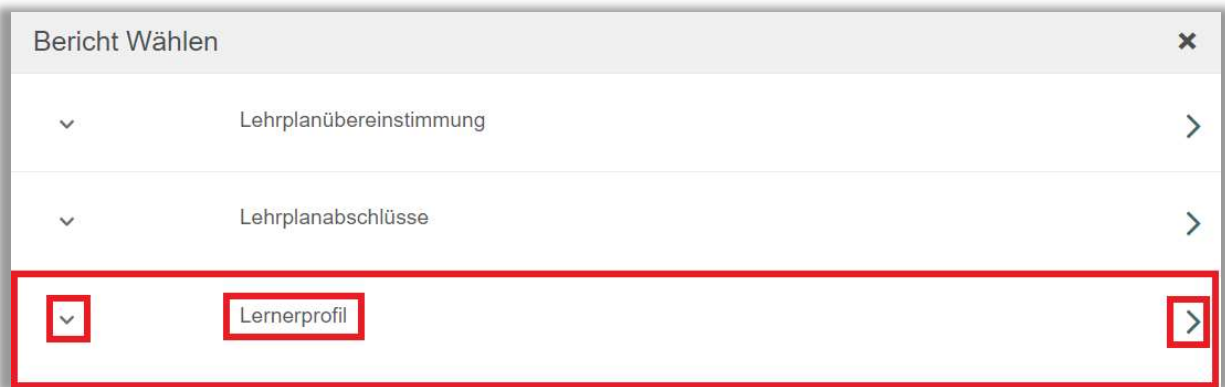 Bericht Wählen
Lehrplanübereinstimmung
Lehrplanabschlüsse
Lernerprofil